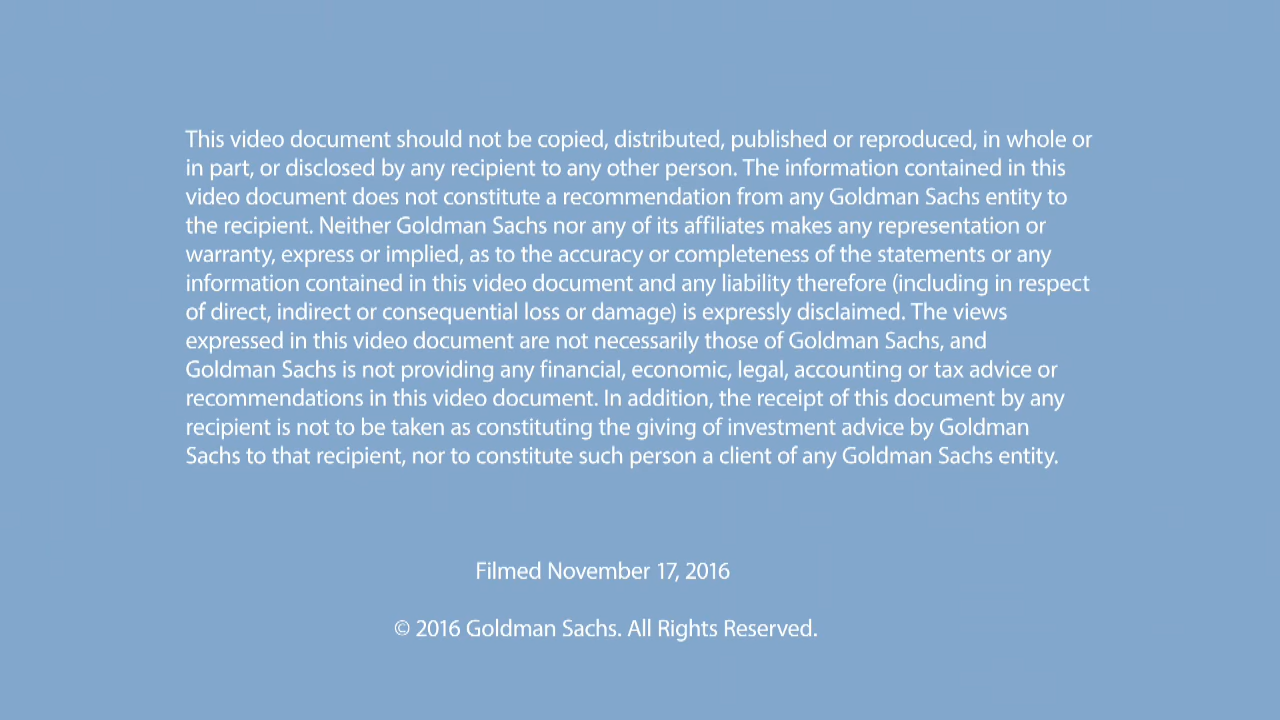 This video document should not be copied, distributed, published or reproduced, in whole or
in part, or disclosed by any recipient to any other person. The information contained in this
video document does not constitute a recommendation from any Goldman Sachs entity to
the recipient. Neither Goldman Sachs nor any of its affiliates makes any representation or
warranty, express or implied, as to the accuracy or completeness of the statements or any
information contained in this video document and any liability therefore (including in respect
of direct, indirect or consequential loss or damage) is expressly disclaimed. The views
expressed in this video document are not necessarily those of Goldman Sachs, and
Goldman Sachs is not providing any financial, economic, legal, accounting or tax advice or
recommendations in this video document. In addition, the receipt of this document by any
recipient is not to be taken as constituting the giving of investment advice by Goldman
Sachs to that recipient, nor to constitute such person a client of any Goldman Sachs entity.
Filmed November 17, 2016
© 2016 Goldman Sachs. All Rights Reserved.